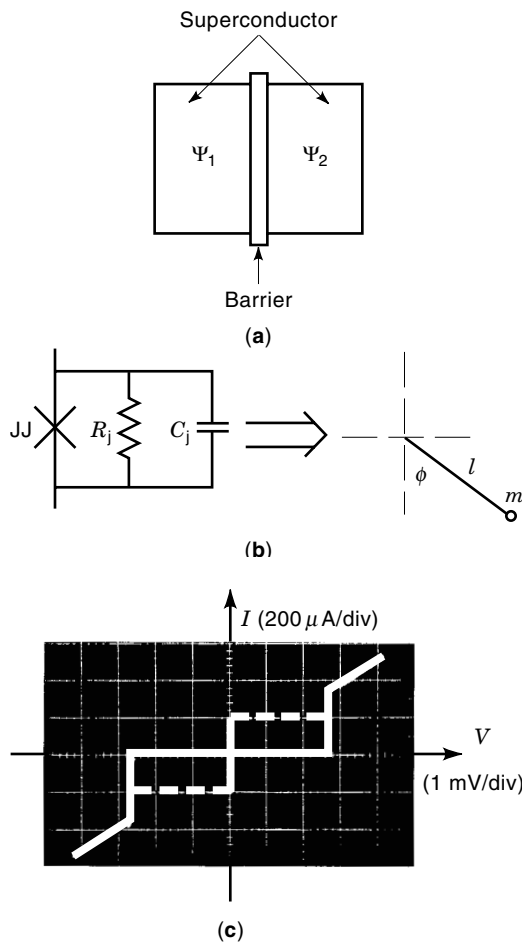 Superconductor
Ψ1 Ψ2
Barrier
(a)
JJ Rj Cj ϕ l m
(b)
I (200 μA/div)
V
(1 mV/div)
(c)